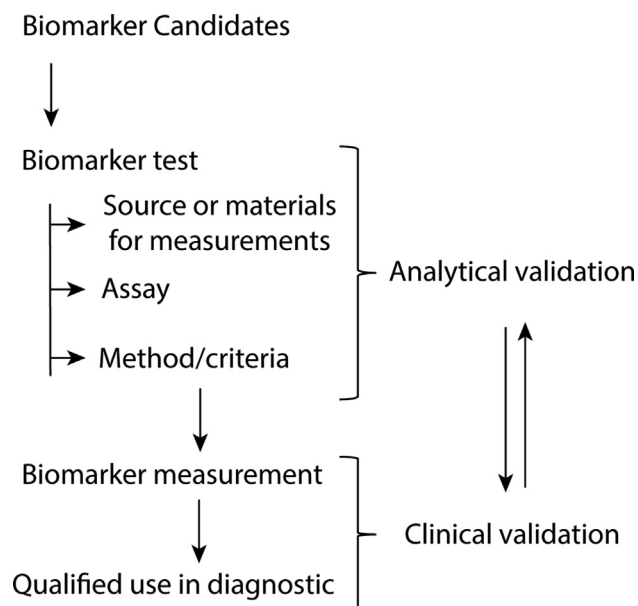 Biomarker Candidates
Biomarker test
Source or materials
for measurements
Assay
Method/criteria
Analytical validation
Biomarker measurement
Qualified use in diagnostic
Clinical validation